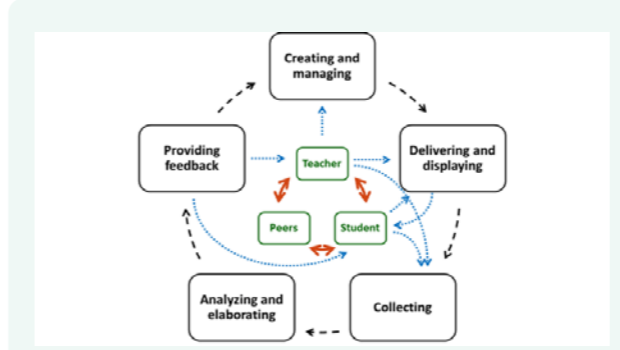 Creating and
managing
Providing
feedback
Teacher
Delivering and
displaying
Peers
Student
Analyzing and
elaborating
Collecting